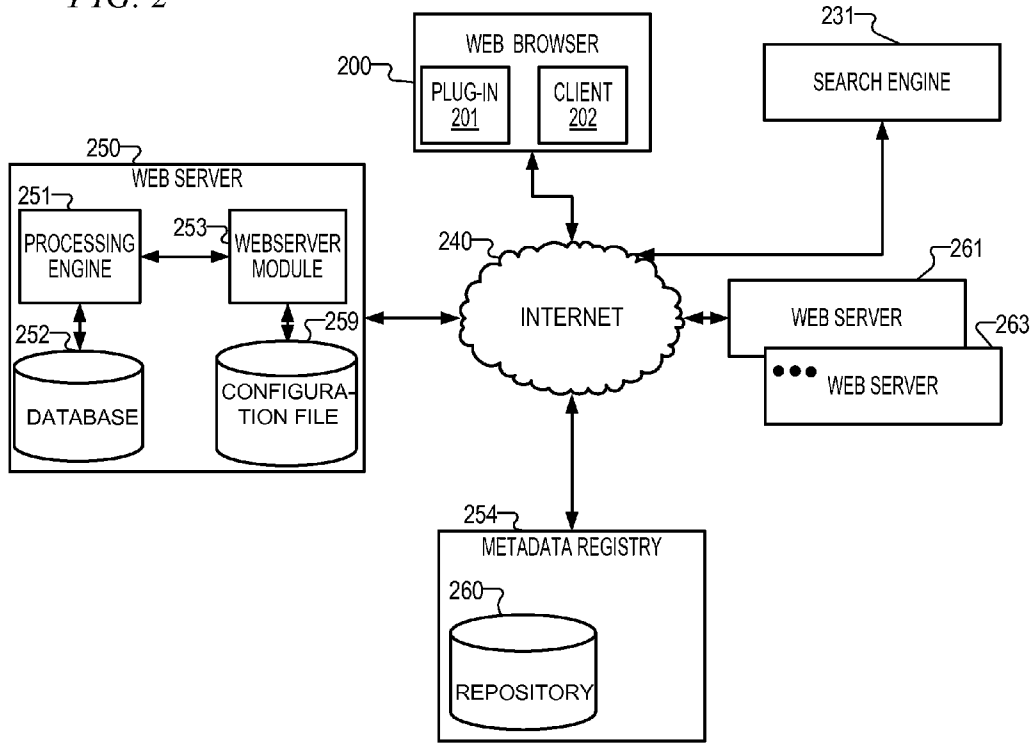 FIG. 2
WEB BROWSER
200
PLUG-IN
201
CLIENT
202
231
SEARCH ENGINE
250
WEB SERVER
251
PROCESSING
ENGINE
253
WEBSERVER
MODULE
252
DATABASE
259
CONFIGURA-
TION FILE
240
INTERNET
261
WEB SERVER
263
WEB SERVER
254
METADATA REGISTRY
260
REPOSITORY